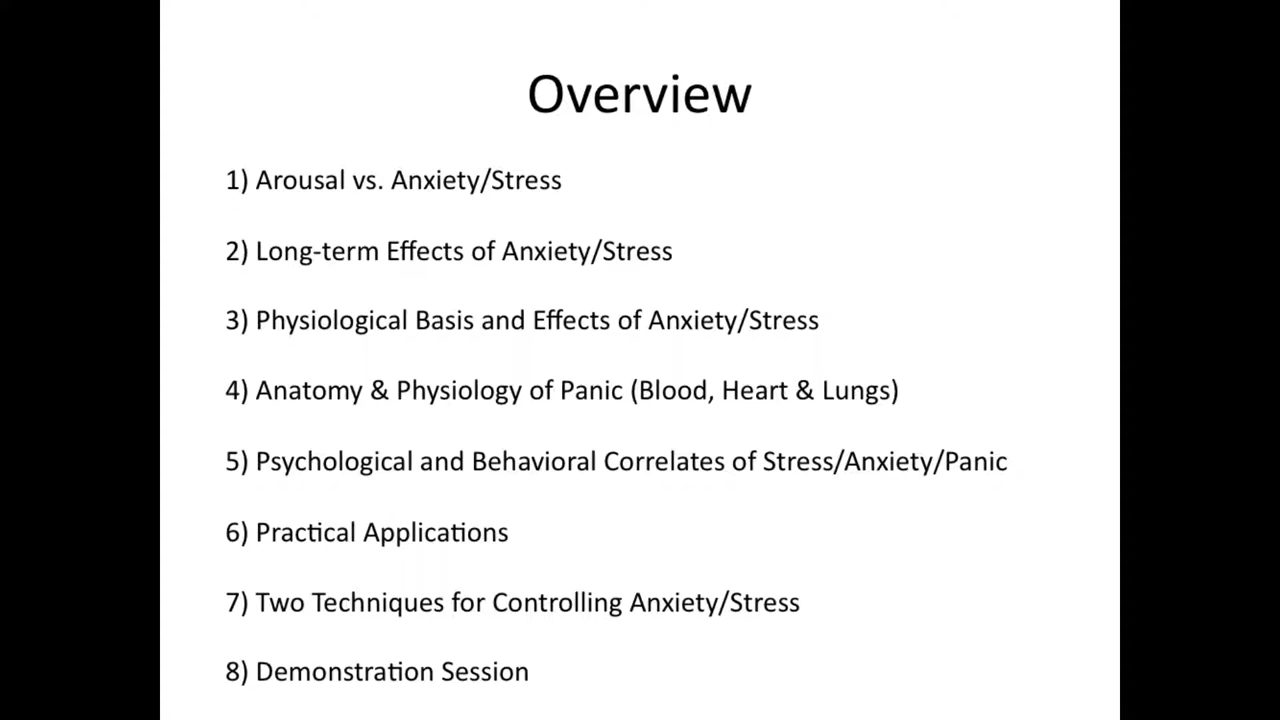 Overview
1) Arousal vs. Anxiety/Stress
2) Long-term Effects of Anxiety/Stress
3) Physiological Basis and Effects of Anxiety/Stress
4) Anatomy & Physiology of Panic (Blood, Heart & Lungs)
5) Psychological and Behavioral Correlates of Stress/Anxiety/Panic
6) Practical Applications
7) Two Techniques for Controlling Anxiety/Stress
8) Demonstration Session